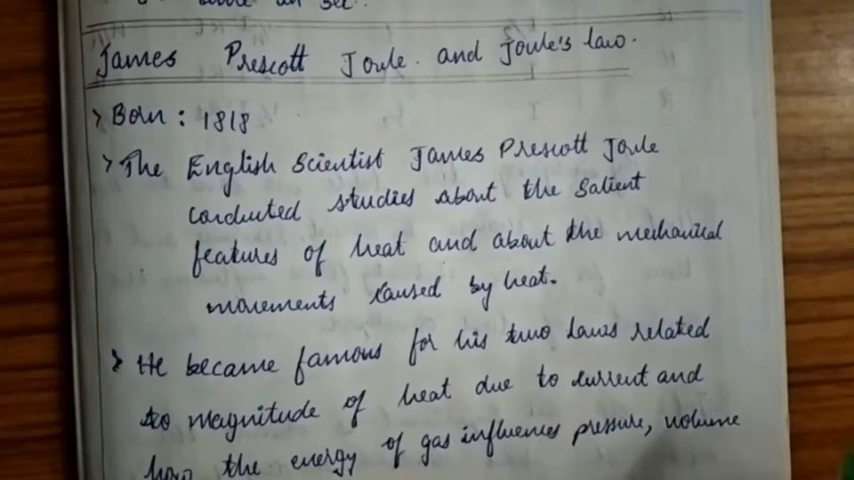 James Prescott Joule. and Joule's law.
> Born : 1818
> The English Scientist James Prescott Joule
conducted studies about the salient
features of heat and about the mechanical
movements caused by heat.
> He became famous for his two laws related
to magnitude of heat due to current and
how the energy of gas influences pressure, volume